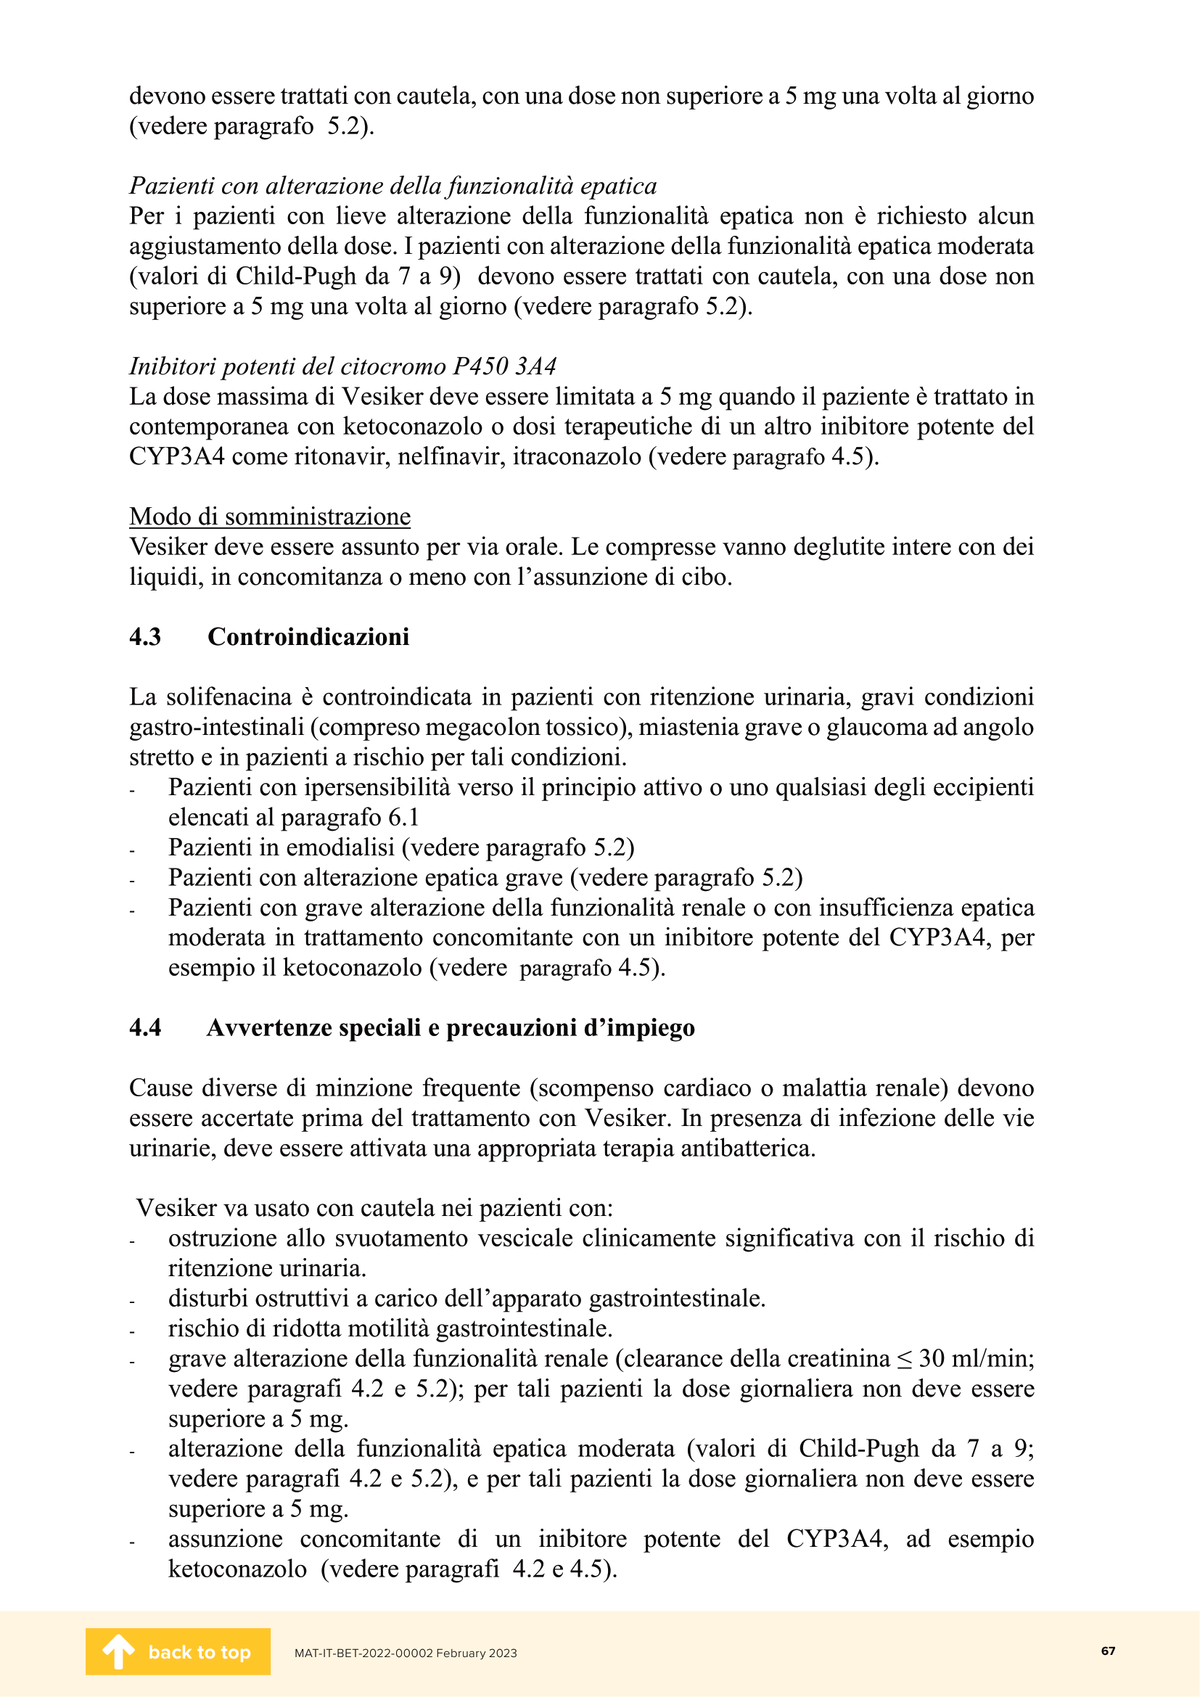 devono essere trattati con cautela, con una dose non superiore a 5 mg una volta al giorno
(vedere paragrafo  5.2).
Pazienti con alterazione della funzionalità epatica
Per i pazienti con lieve alterazione della funzionalità epatica non è richiesto alcun
aggiustamento della dose. I pazienti con alterazione della funzionalità epatica moderata
(valori di Child-Pugh da 7 a 9)  devono essere trattati con cautela, con una dose non
superiore a 5 mg una volta al giorno (vedere paragrafo 5.2).
Inibitori potenti del citocromo P450 3A4
La dose massima di Vesiker deve essere limitata a 5 mg quando il paziente è trattato in
contemporanea con ketoconazolo o dosi terapeutiche di un altro inibitore potente del
CYP3A4 come ritonavir, nelfinavir, itraconazolo (vedere paragrafo 4.5).
Modo di somministrazione
Vesiker deve essere assunto per via orale. Le compresse vanno deglutite intere con dei
liquidi, in concomitanza o meno con l’assunzione di cibo.
4.3 Controindicazioni
La solifenacina è controindicata in pazienti con ritenzione urinaria, gravi condizioni
gastro-intestinali (compreso megacolon tossico), miastenia grave o glaucoma ad angolo
stretto e in pazienti a rischio per tali condizioni.
- Pazienti con ipersensibilità verso il principio attivo o uno qualsiasi degli eccipienti
elencati al paragrafo 6.1
- Pazienti in emodialisi (vedere paragrafo 5.2)
- Pazienti con alterazione epatica grave (vedere paragrafo 5.2)
- Pazienti con grave alterazione della funzionalità renale o con insufficienza epatica
moderata in trattamento concomitante con un inibitore potente del CYP3A4, per
esempio il ketoconazolo (vedere  paragrafo 4.5).
4.4 Avvertenze speciali e precauzioni d’impiego
Cause diverse di minzione frequente (scompenso cardiaco o malattia renale) devono
essere accertate prima del trattamento con Vesiker. In presenza di infezione delle vie
urinarie, deve essere attivata una appropriata terapia antibatterica.
Vesiker va usato con cautela nei pazienti con:
- ostruzione allo svuotamento vescicale clinicamente significativa con il rischio di
ritenzione urinaria.
- disturbi ostruttivi a carico dell’apparato gastrointestinale.
- rischio di ridotta motilità gastrointestinale.
- grave alterazione della funzionalità renale (clearance della creatinina ≤ 30 ml/min;
vedere paragrafi 4.2 e 5.2); per tali pazienti la dose giornaliera non deve essere
superiore a 5 mg.
- alterazione della funzionalità epatica moderata (valori di Child-Pugh da 7 a 9;
vedere paragrafi 4.2 e 5.2), e per tali pazienti la dose giornaliera non deve essere
superiore a 5 mg.
- assunzione concomitante di un inibitore potente del CYP3A4, ad esempio
ketoconazolo  (vedere paragrafi  4.2 e 4.5).
back to top
MAT-IT-BET-2022-00002 February 2023
67